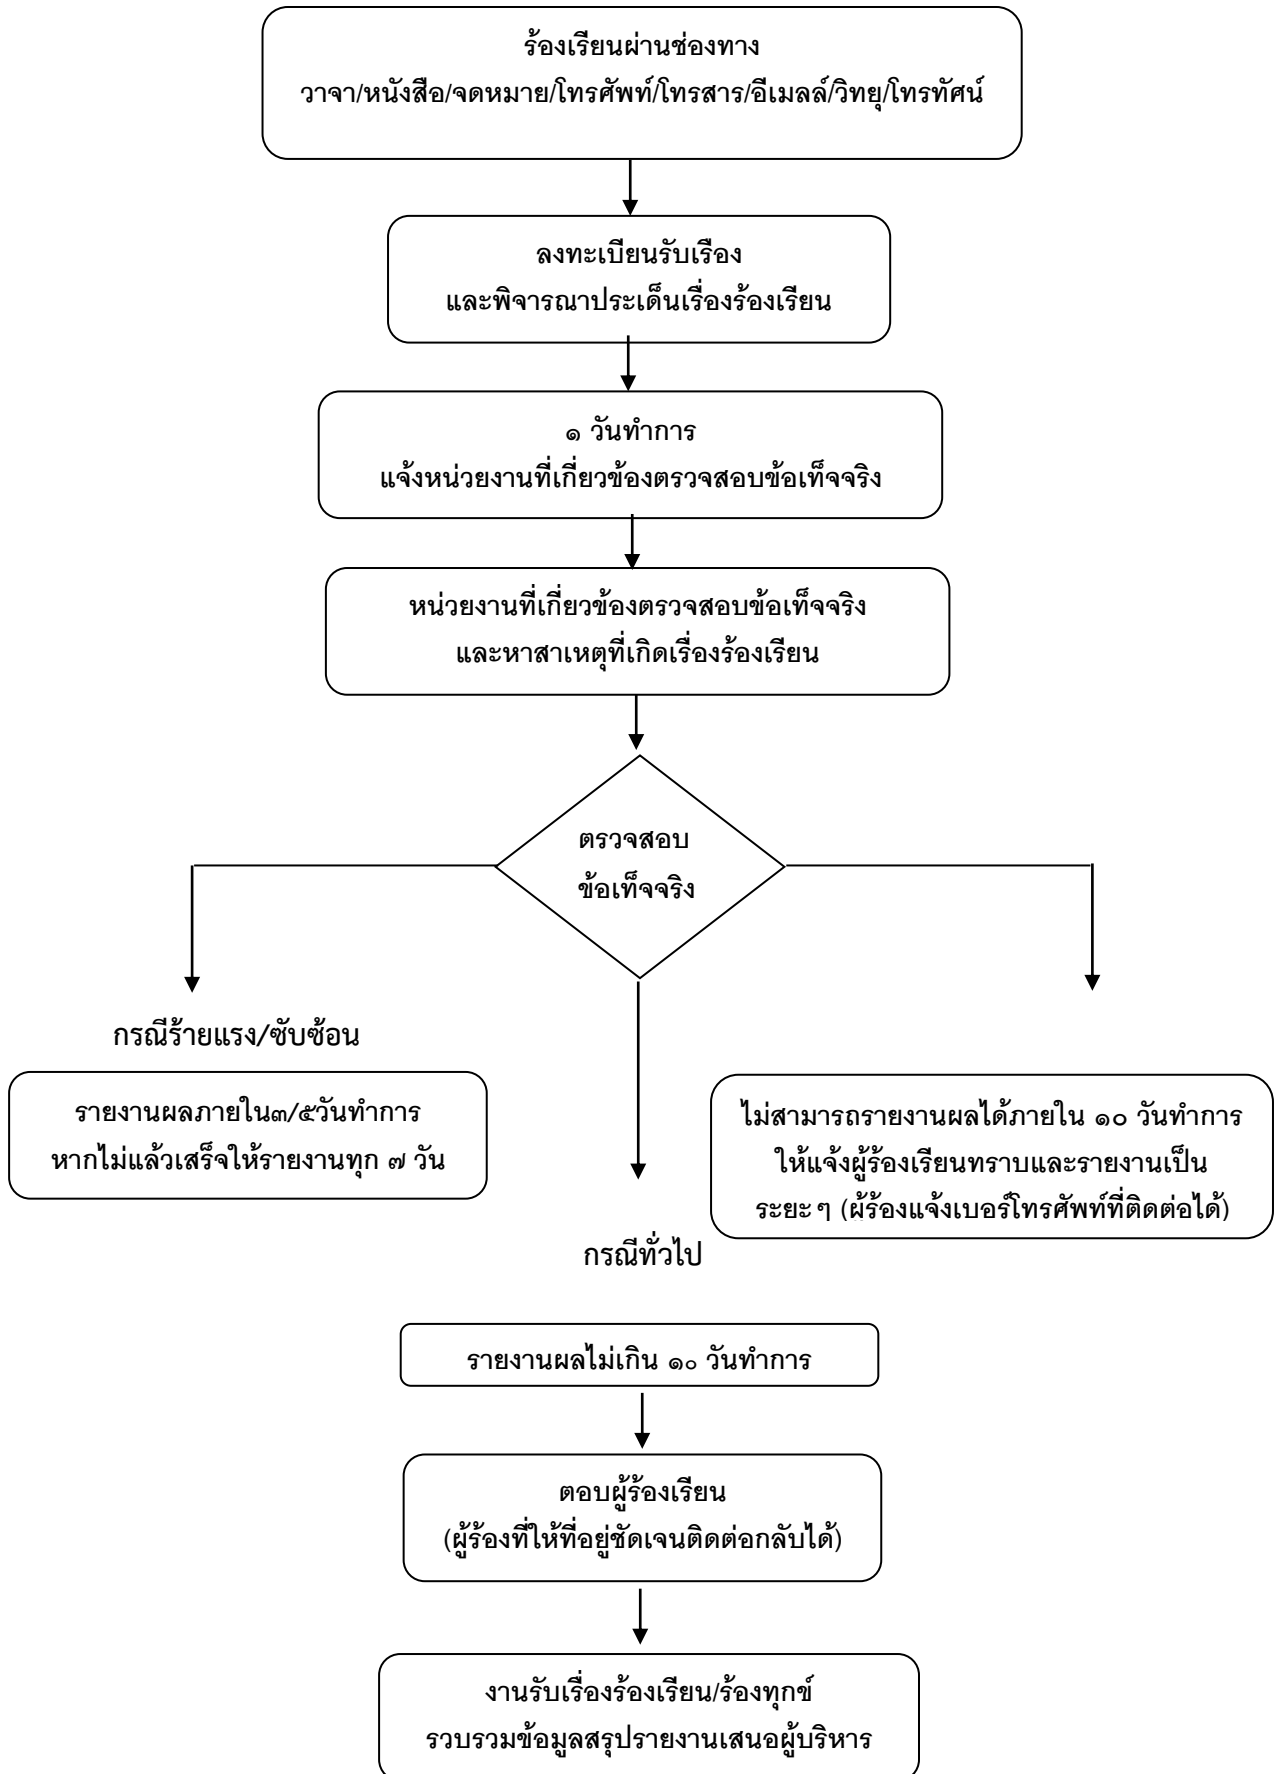 ร้องเรียนผ่านช่องทาง
วาจา/หนังสือ/จดหมาย/โทรศัพท์/โทรสาร/อีเมลล์/วิทยุ/โทรทัศน์
ลงทะเบียนรับเรือง
และพิจารณาประเด็นเรื่องร้องเรียน
๑ วันทำการ
แจ้งหน่วยงานที่เกี่ยวข้องตรวจสอบข้อเท็จจริง
หน่วยงานที่เกี่ยวข้องตรวจสอบข้อเท็จจริง
และหาสาเหตุที่เกิดเรื่องร้องเรียน
ตรวจสอบ
ข้อเท็จจริง
กรณีร้ายแรง/ซับซ้อน
รายงานผลภายใน๓/๕วันทำการ
หากไม่แล้วเสร็จให้รายงานทุก ๗ วัน
ไม่สามารถรายงานผลได้ภายใน ๑๐ วันทำการ
ให้แจ้งผู้ร้องเรียนทราบและรายงานเป็น
ระยะ ๆ (ผู้ร้องแจ้งเบอร์โทรศัพท์ที่ติดต่อได้)
กรณีทั่วไป
รายงานผลไม่เกิน ๑๐ วันทำการ
ตอบผู้ร้องเรียน
(ผู้ร้องที่ให้ที่อยู่ชัดเจนติดต่อกลับได้)
งานรับเรื่องร้องเรียน/ร้องทุกข์
รวบรวมข้อมูลสรุปรายงานเสนอผู้บริหาร